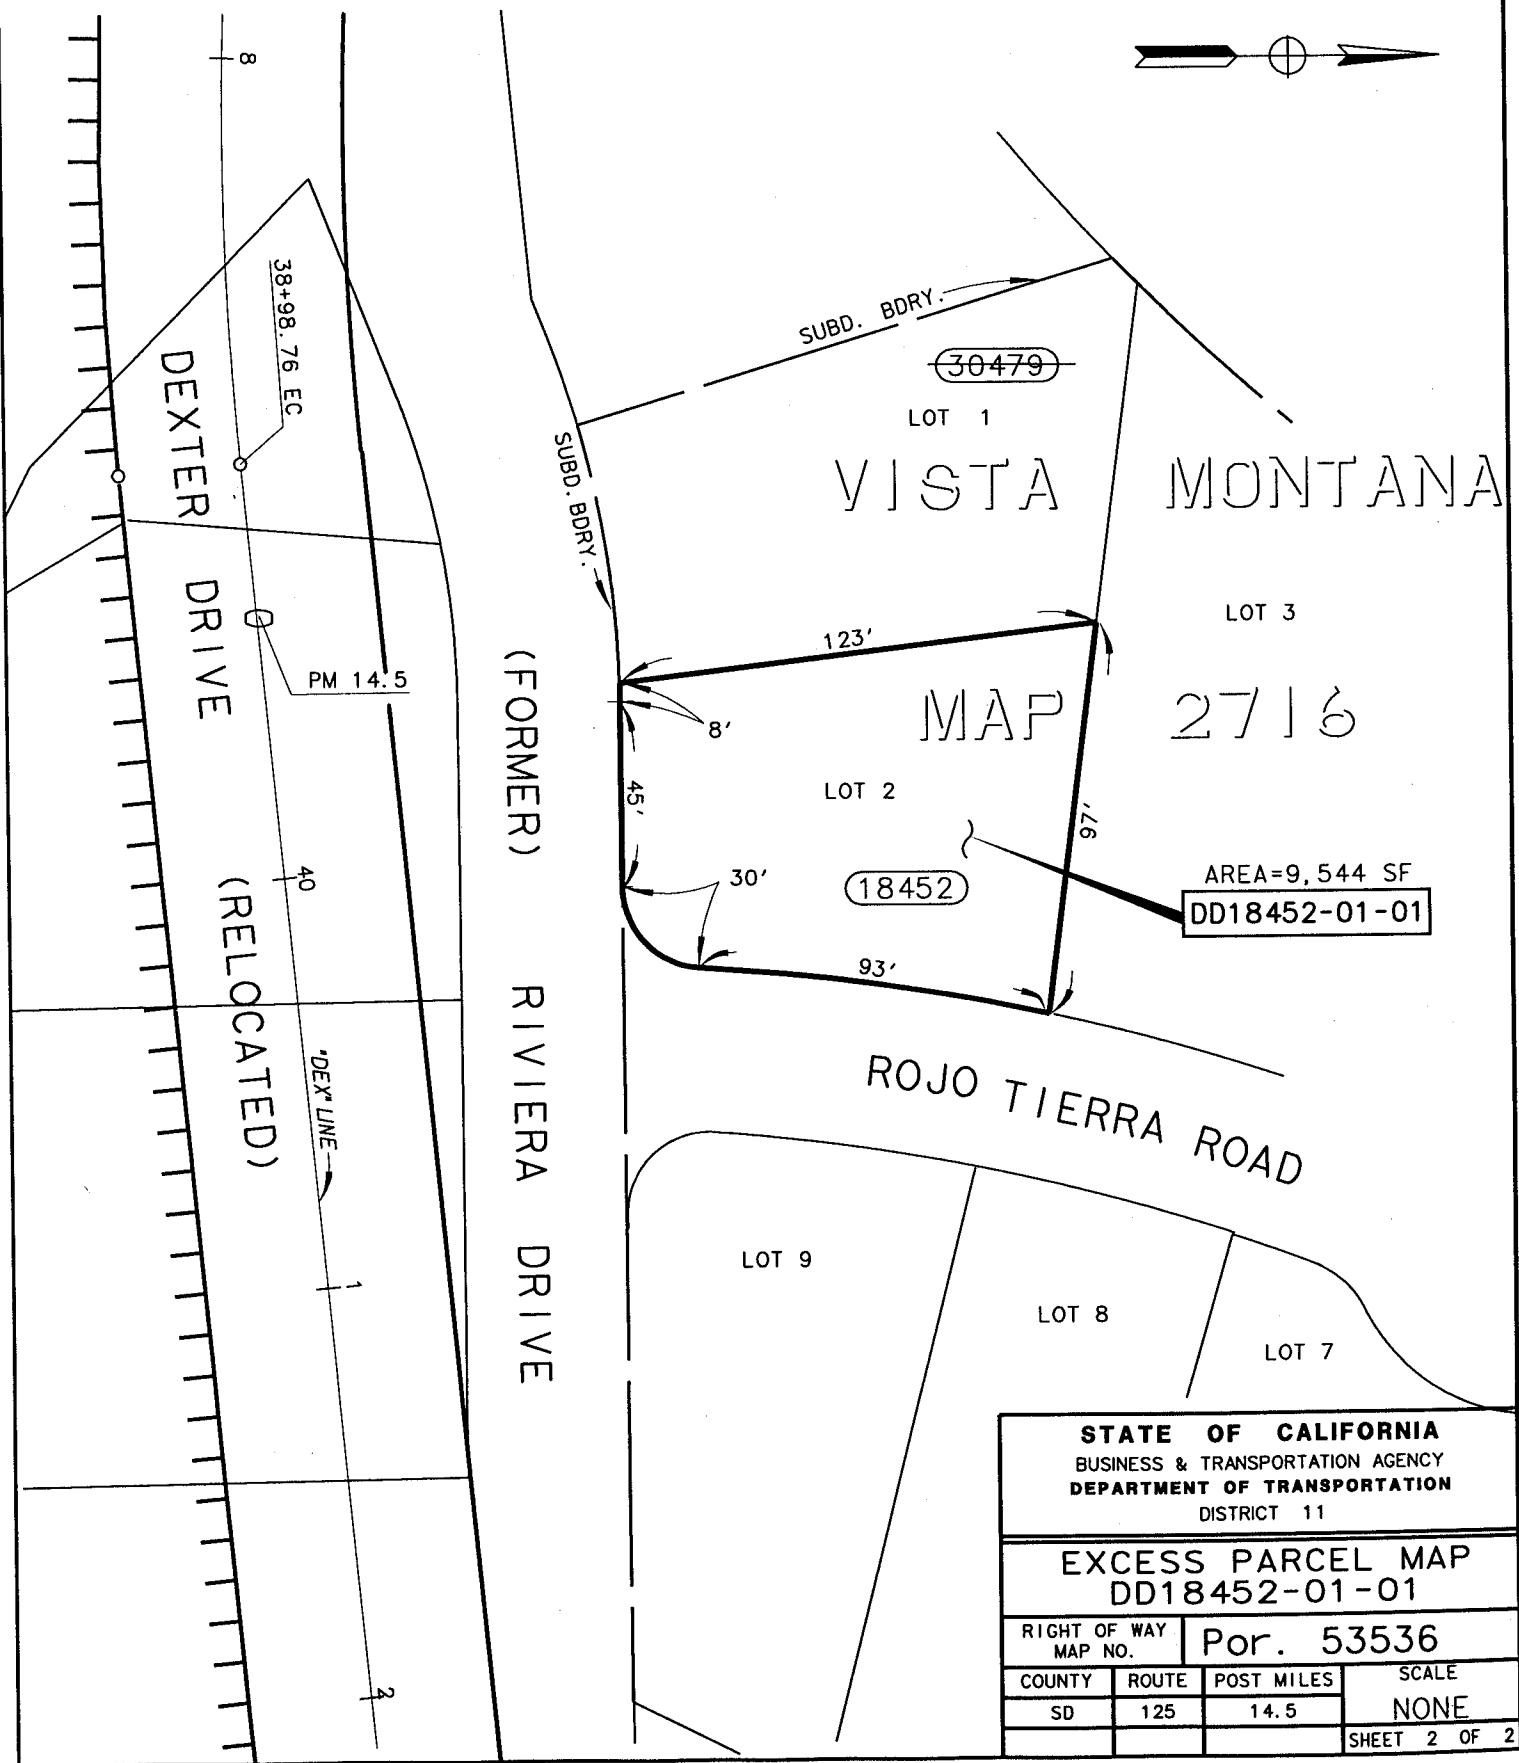 8
38+98.76 EC
SUBD. BDRY.
30479
LOT 1
DEXTER DRIVE
(RELOCATED)
SUBD. BDRY.
VISTA MONTANA
LOT 3
123'
PM 14.5
(FORMER) RIVIERA DRIVE
8'
MAP 2716
45'
LOT 2
97'
30'
18452
AREA=9,544 SF
DD18452-01-01
40
93'
"DEX" LINE
ROJO TIERRA ROAD
LOT 9
1
LOT 8
LOT 7
2
STATE OF CALIFORNIA
BUSINESS & TRANSPORTATION AGENCY
DEPARTMENT OF TRANSPORTATION
DISTRICT 11
EXCESS PARCEL MAP
DD18452-01-01
RIGHT OF WAY
MAP NO.
Por. 53536
COUNTY ROUTE POST MILES SCALE
SD 125 14.5 NONE
SHEET 2 OF 2